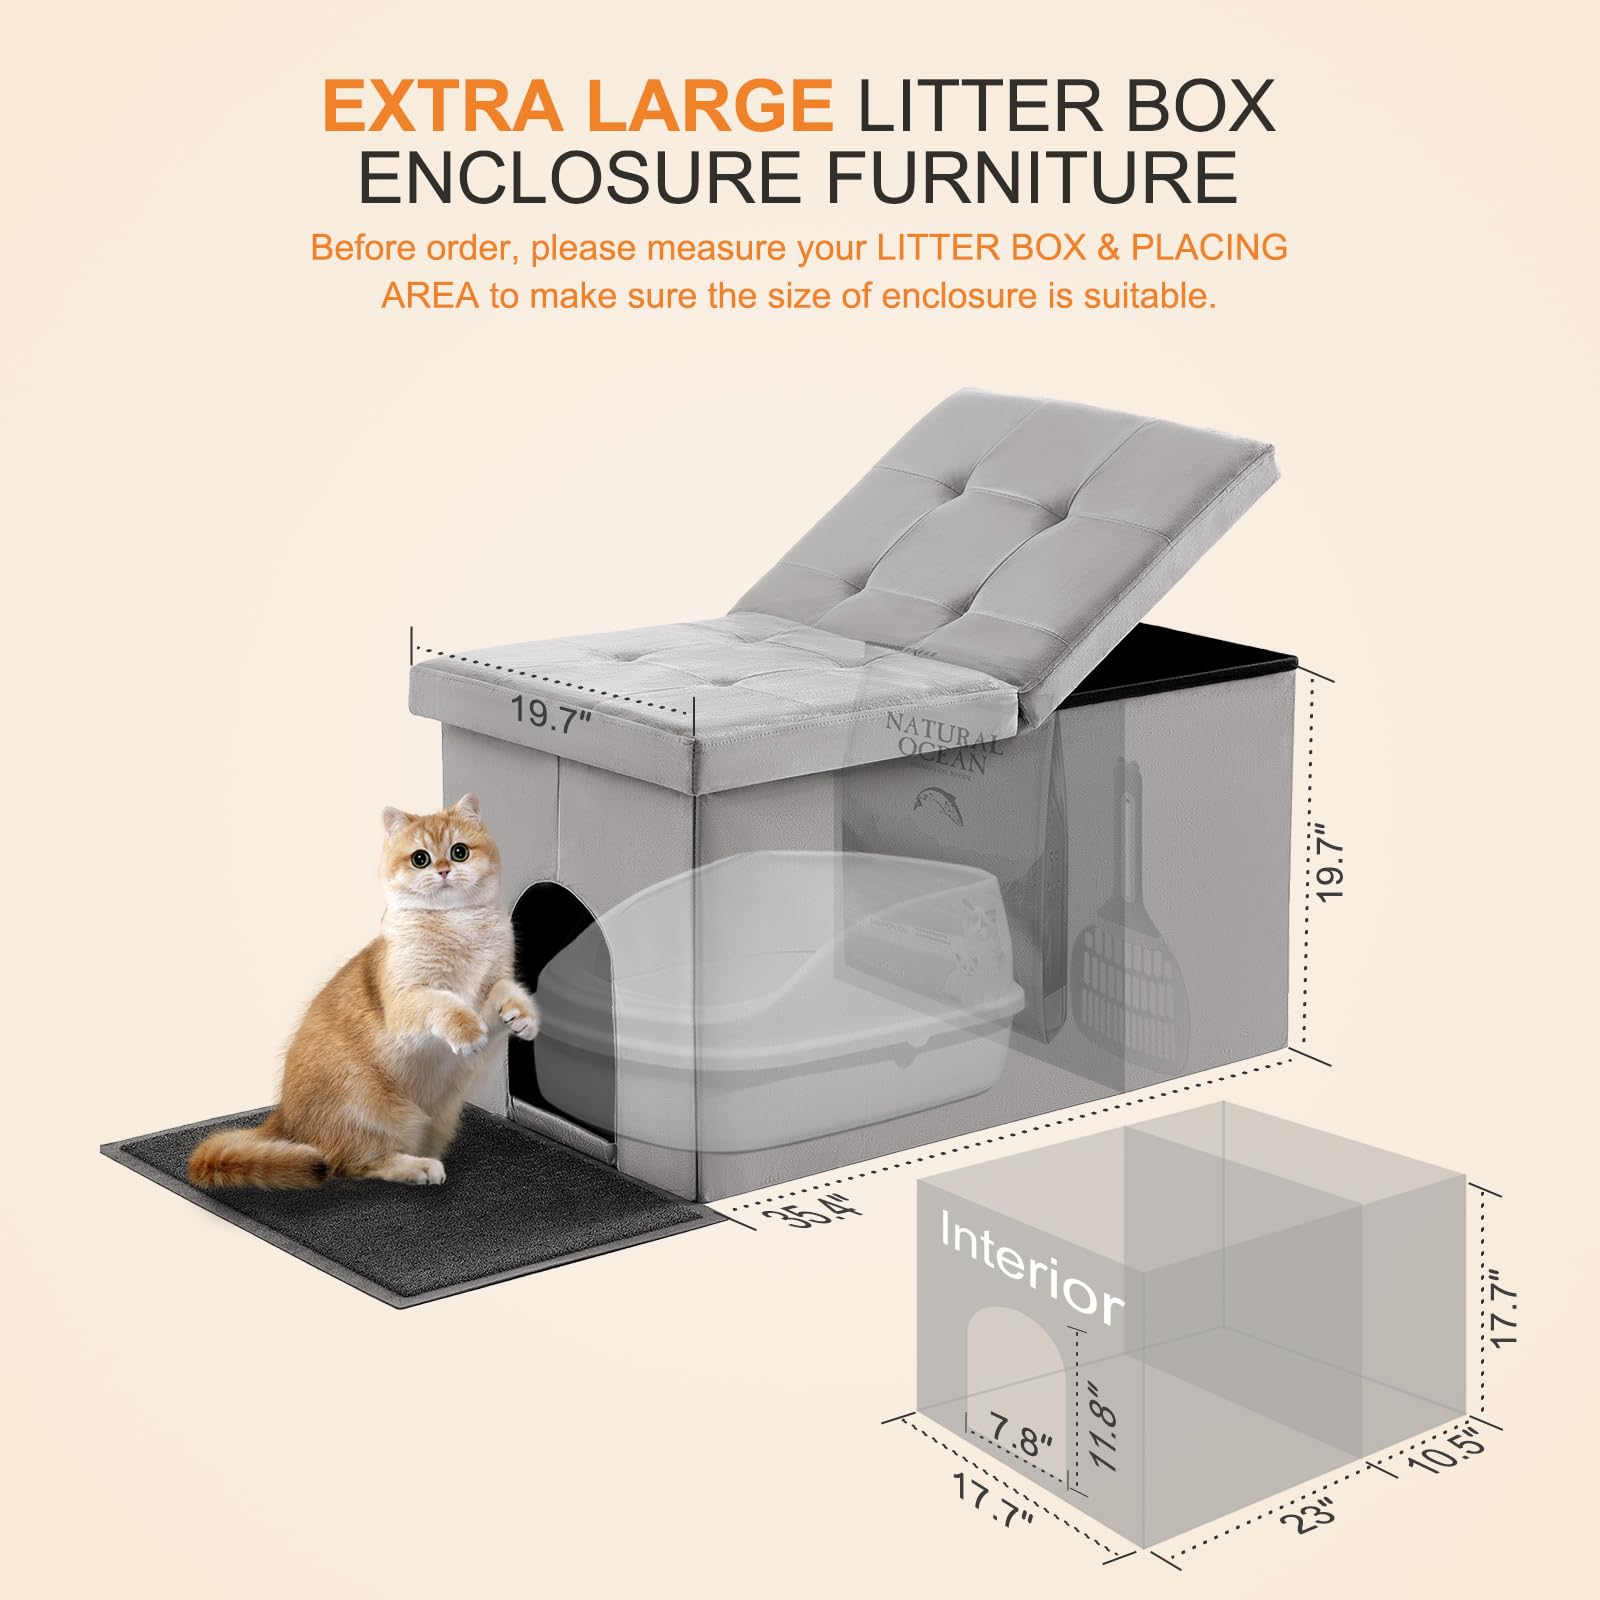 EXTRA LARGE LITTER BOX
ENCLOSURE FURNITURE
Before order, please measure your LITTER BOX & PLACING
AREA to make sure the size of enclosure is suitable.
19.7"
NATURAL
OCEAN
19.7"
35.4"
Interior
17.7"
11.8"
7.8"
10.5"
17.7"
23"